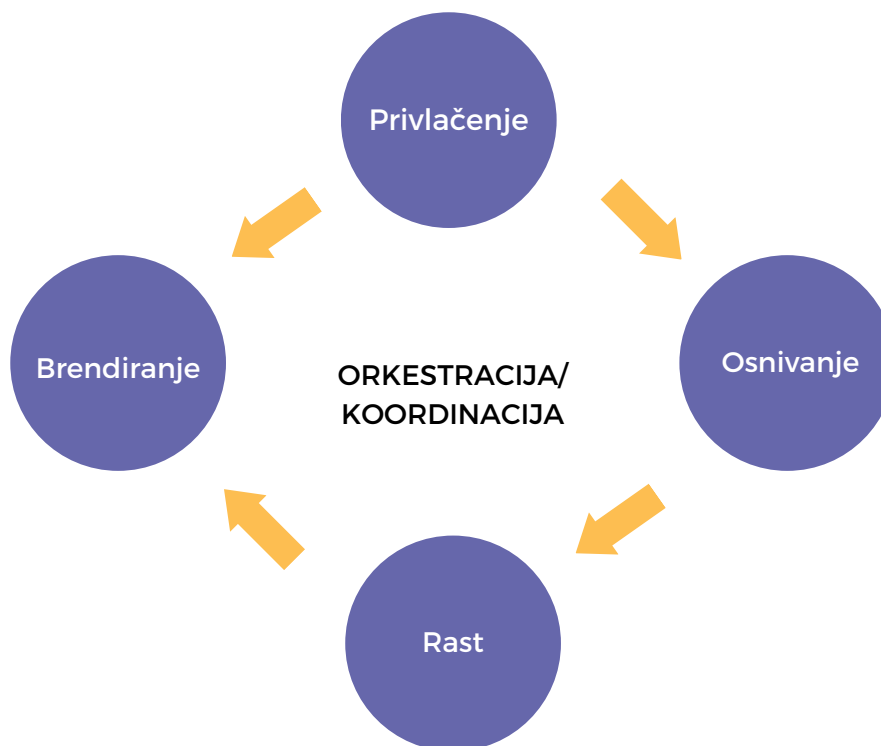 Privlačenje
Brendiranje
Osnivanje
ORKESTRACIJA/
KOORDINACIJA
Rast